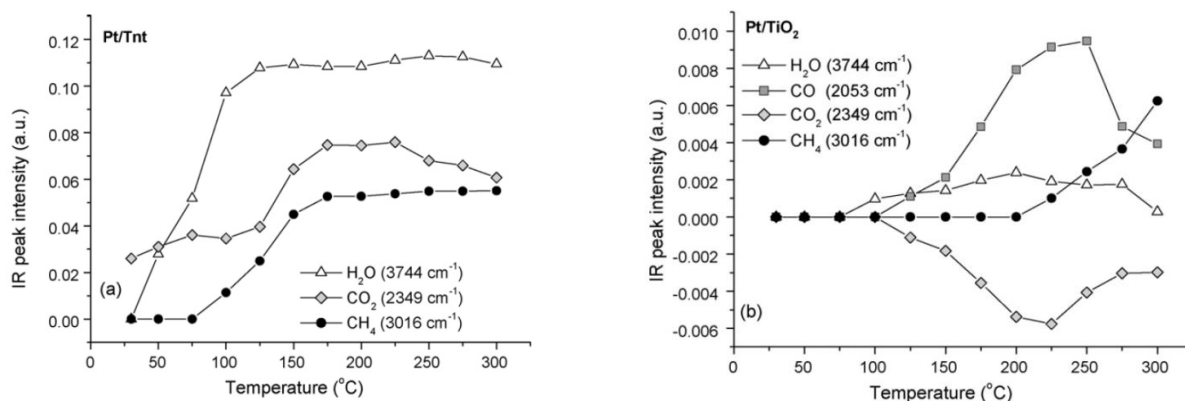 Pt/Tnt
IR peak intensity (a.u.)
0.12
0.10
0.08
0.06
0.04
0.02
0.00
(a)
H₂O (3744 cm⁻¹)
CO₂ (2349 cm⁻¹)
CH₄ (3016 cm⁻¹)
0 50 100 150 200 250 300
Temperature (°C)
Pt/TiO₂
IR peak intensity (a.u.)
0.010
0.008
0.006
0.004
0.002
0.000
-0.002
-0.004
-0.006
H₂O (3744 cm⁻¹)
CO (2053 cm⁻¹)
CO₂ (2349 cm⁻¹)
CH₄ (3016 cm⁻¹)
(b)
0 50 100 150 200 250 300
Temperature (°C)